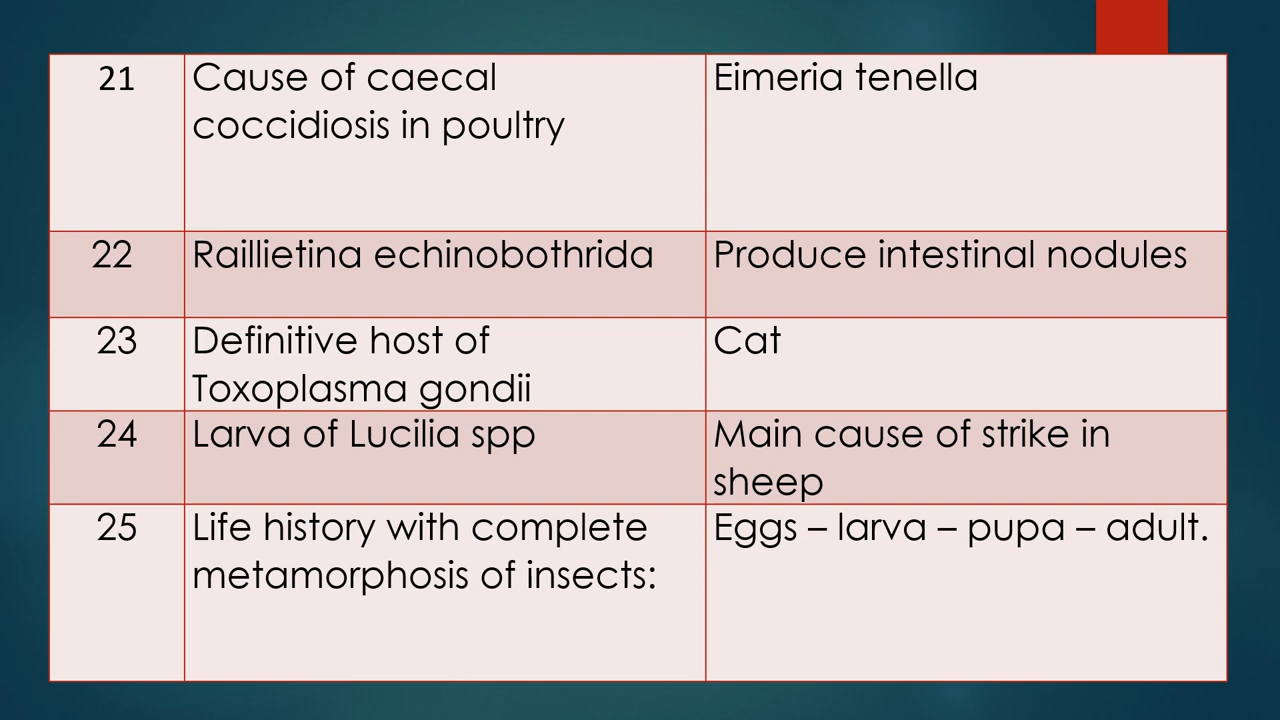 21
Cause of caecal
coccidiosis in poultry
Eimeria tenella
22
Raillietina echinobothrida
Produce intestinal nodules
23
Definitive host of
Toxoplasma gondii
Cat
24
Larva of Lucilia spp
Main cause of strike in
sheep
25
Life history with complete
metamorphosis of insects:
Eggs – larva – pupa – adult.